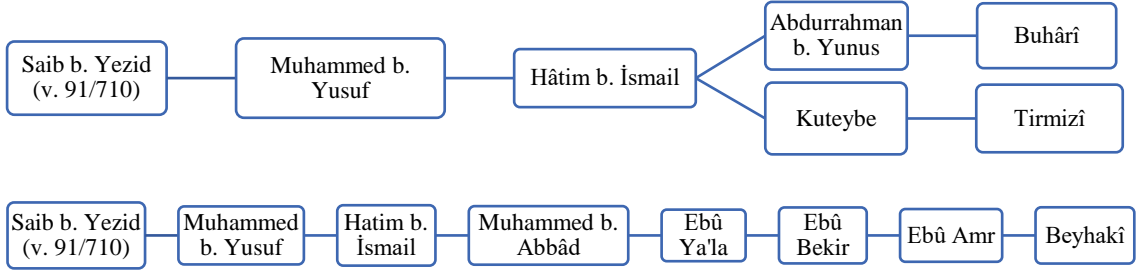 Saib b. Yezid
(v. 91/710)
Muhammed b.
Yusuf
Hâtim b. İsmail
Abdurrahman
b. Yunus
Buhârî
Kuteybe
Tirmizî
Saib b. Yezid
(v. 91/710)
Muhammed
b. Yusuf
Hatim b.
İsmail
Muhammed b.
Abbâd
Ebû
Ya'la
Ebû
Bekir
Ebû Amr
Beyhakî